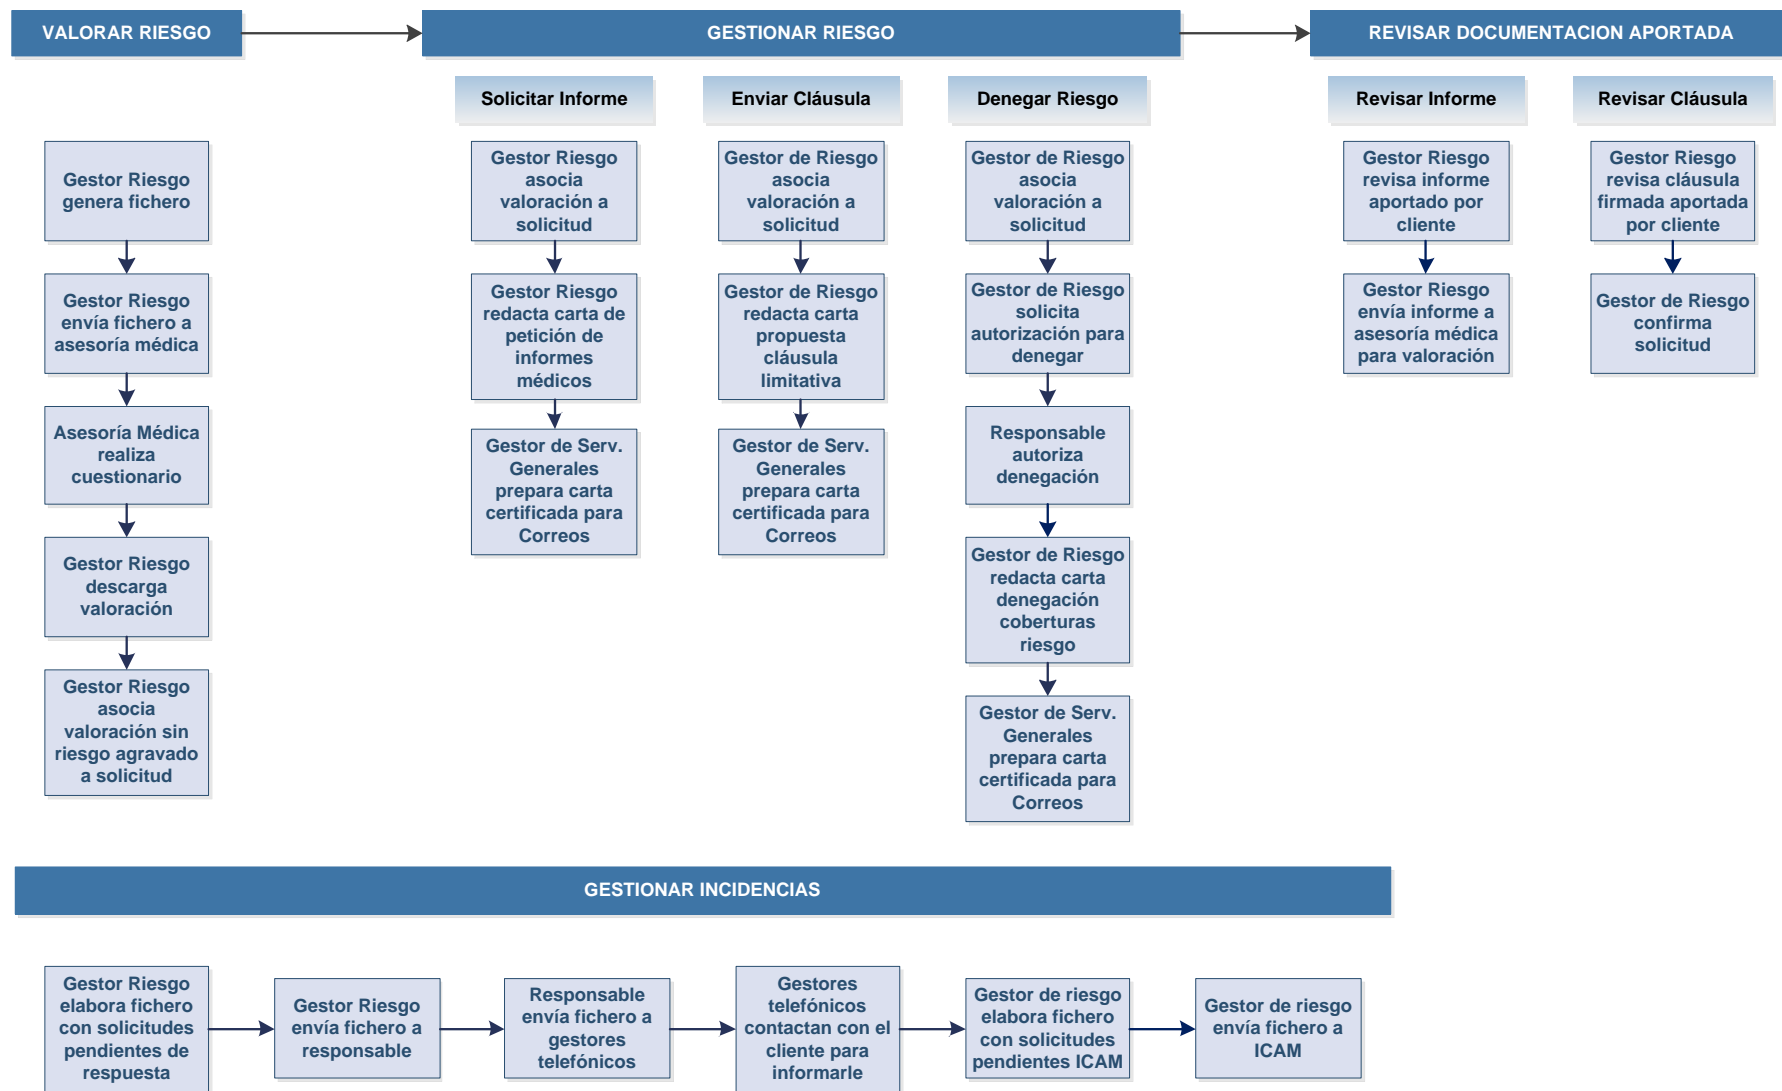 VALORAR RIESGO
GESTIONAR RIESGO
REVISAR DOCUMENTACION APORTADA
Solicitar Informe
Enviar Cláusula
Denegar Riesgo
Revisar Informe
Revisar Cláusula
Gestor Riesgo
genera fichero
Gestor Riesgo
envía fichero a
asesoría médica
Asesoría Médica
realiza
cuestionario
Gestor Riesgo
descarga
valoración
Gestor Riesgo
asocia
valoración sin
riesgo agravado
a solicitud
Gestor Riesgo
asocia
valoración a
solicitud
Gestor Riesgo
redacta carta de
petición de
informes
médicos
Gestor de Serv.
Generales
prepara carta
certificada para
Correos
Gestor de Riesgo
asocia
valoración a
solicitud
Gestor de Riesgo
redacta carta
propuesta
cláusula
limitativa
Gestor de Serv.
Generales
prepara carta
certificada para
Correos
Gestor de Riesgo
asocia
valoración a
solicitud
Gestor de Riesgo
solicita
autorización para
denegar
Responsable
autoriza
denegación
Gestor de Riesgo
redacta carta
denegación
coberturas
riesgo
Gestor de Serv.
Generales
prepara carta
certificada para
Correos
Gestor Riesgo
revisa informe
aportado por
cliente
Gestor Riesgo
envía informe a
asesoría médica
para valoración
Gestor Riesgo
revisa cláusula
firmada aportada
por cliente
Gestor de Riesgo
confirma
solicitud
GESTIONAR INCIDENCIAS
Gestor Riesgo
elabora fichero
con solicitudes
pendientes de
respuesta
Gestor Riesgo
envía fichero a
responsable
Responsable
envía fichero a
gestores
telefónicos
Gestores
telefónicos
contactan con el
cliente para
informarle
Gestor de riesgo
elabora fichero
con solicitudes
pendientes ICAM
Gestor de riesgo
envía fichero a
ICAM